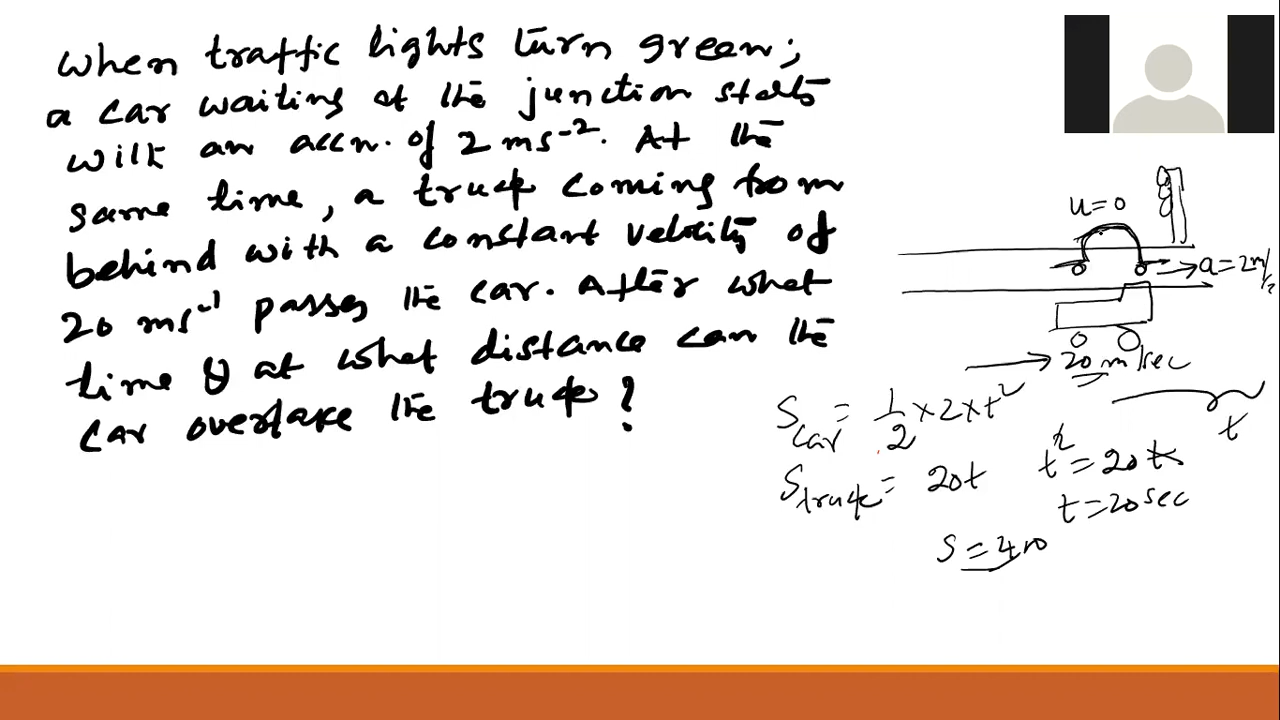 When traffic lights turn green,
a car waiting at the junction starts
with an accn. of 2 ms⁻². At the
same time, a truck coming from
behind with a constant velocity of
20 ms⁻¹ passes the car. After what
time & at what distance can the
car overtake the truck?
u=0
a=2m/s
20 m/sec
t
S car = 1/2 × 2 × t²
S truck = 20t
t² = 20t
t = 20 sec
S = 400